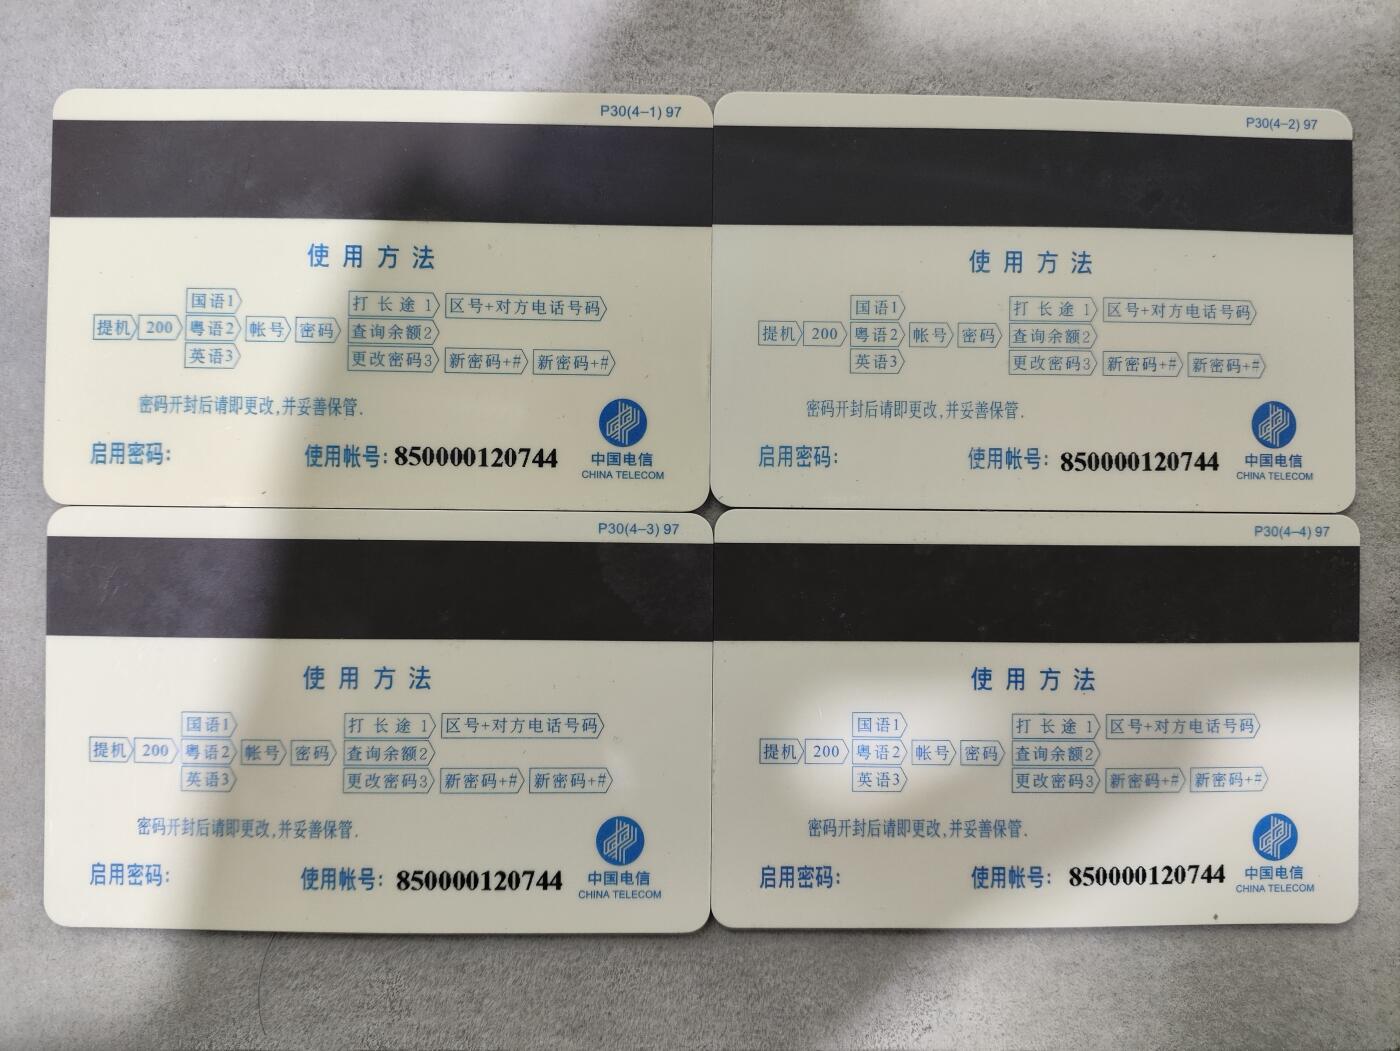 P30(4–1) 97
使用方法
国语1
打长途1 区号+对方电话号码
提机 200 粤语2 帐号 密码 查询余额2
英语3
更改密码3 新密码+# 新密码+#
密码开封后请即更改,并妥善保管.
启用密码:
使用帐号: 850000120744
中国电信
CHINA TELECOM
P30(4–2) 97
使用方法
国语1
打长途1 区号+对方电话号码
提机 200 粤语2 帐号 密码 查询余额2
英语3
更改密码3 新密码+# 新密码+#
密码开封后请即更改,并妥善保管.
启用密码:
使用帐号: 850000120744
中国电信
CHINA TELECOM
P30(4–3) 97
使用方法
国语1
打长途1 区号+对方电话号码
提机 200 粤语2 帐号 密码 查询余额2
英语3
更改密码3 新密码+# 新密码+#
密码开封后请即更改,并妥善保管.
启用密码:
使用帐号: 850000120744
中国电信
CHINA TELECOM
P30(4–4) 97
使用方法
国语1
打长途1 区号+对方电话号码
提机 200 粤语2 帐号 密码 查询余额2
英语3
更改密码3 新密码+# 新密码+#
密码开封后请即更改,并妥善保管.
启用密码:
使用帐号: 850000120744
中国电信
CHINA TELECOM